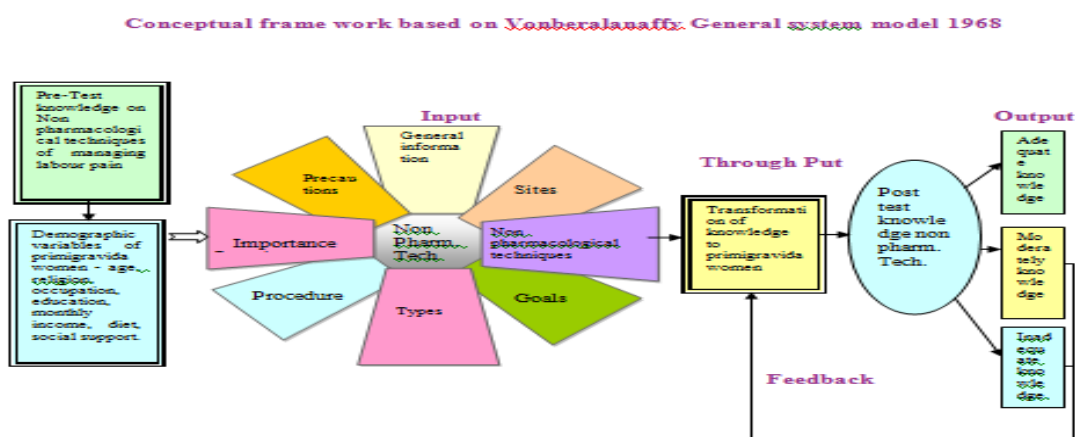 Conceptual frame work based on Vonberalanaffy General system model 1968
Pre-Test
knowledge on
Non
pharmacologi
cal techniques
of managing
labour pain
Demographic
variables of
primigravida
women - age,
religion,
occupation,
education,
monthly
income, diet,
social support.
Input
General
informa
tion
Precau
tions
Sites
Importance
Non
Pharm.
Tech.
Non
pharmacological
techniques
Procedure
Types
Goals
Through Put
Transformati
on of
knowledge
to
primigravida
women
Post
test
knowle
dge non
pharm.
Tech.
Output
Ade
quat
e
kno
wle
dge
Mo
dera
tely
kno
wle
dge
Inad
equ
ate
kno
wle
dge.
Feedback